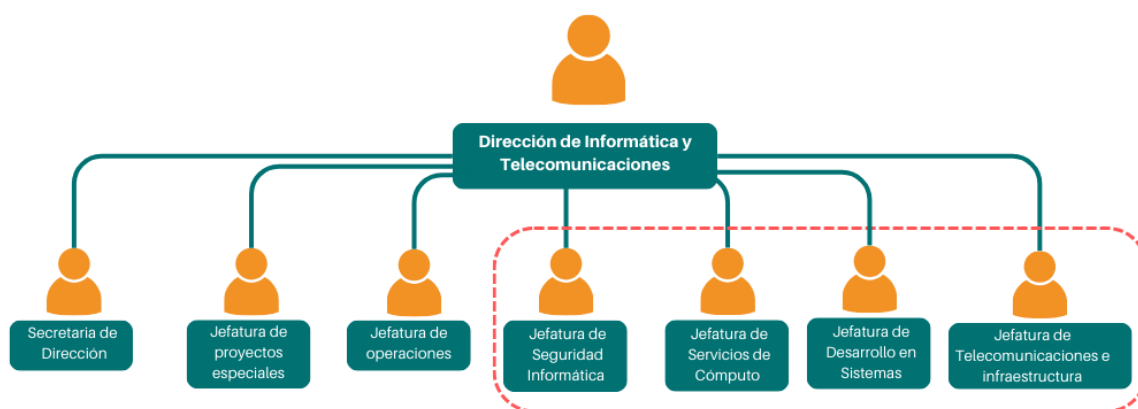 Dirección de Informática y
Telecomunicaciones
Secretaria de
Dirección
Jefatura de
proyectos
especiales
Jefatura de
operaciones
Jefatura de
Seguridad
Informática
Jefatura de
Servicios de
Cómputo
Jefatura de
Desarrollo en
Sistemas
Jefatura de
Telecomunicaciones e
infraestructura